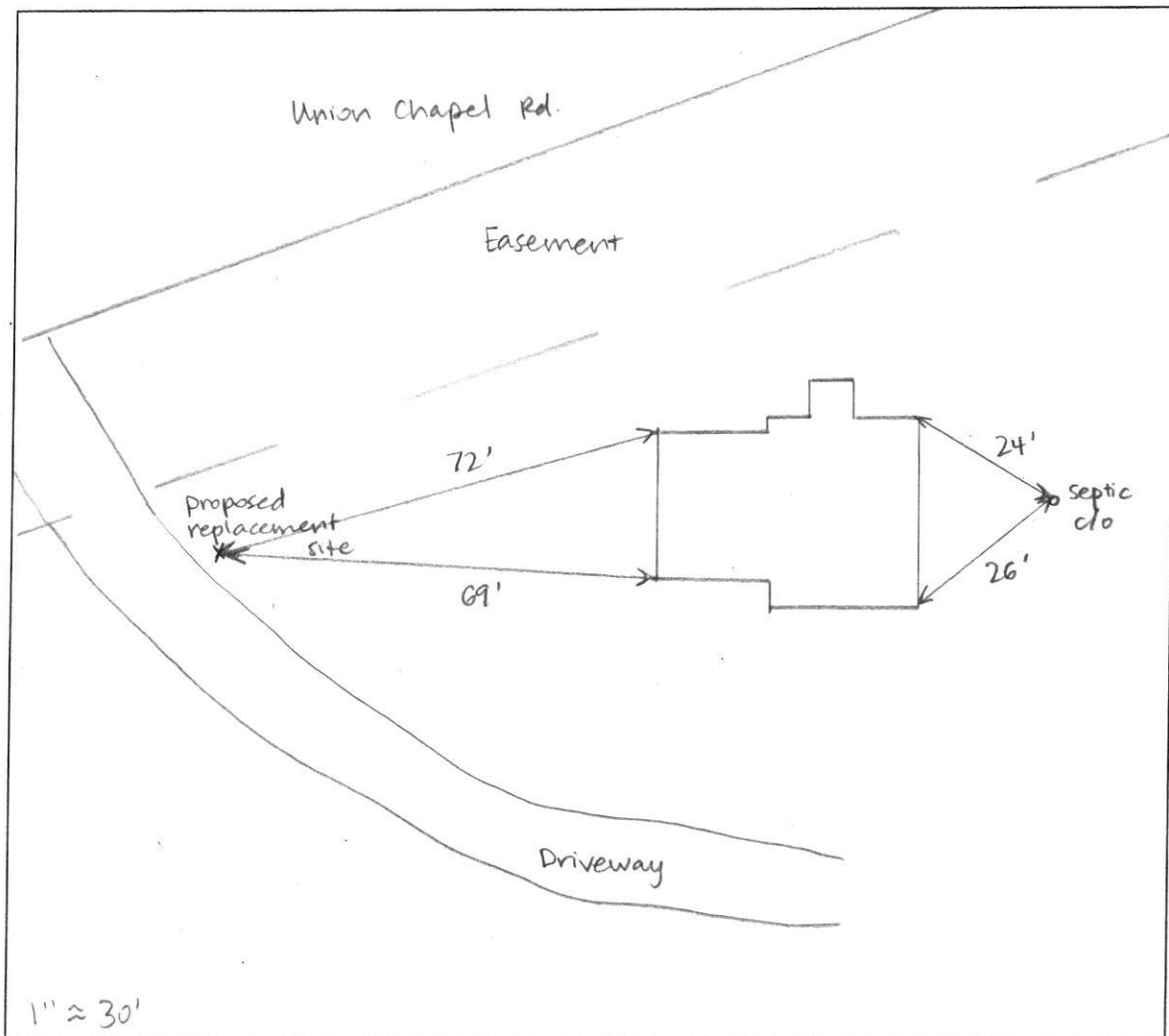 Union Chapel Rd.
Easement
72'
24'
septic
c/o
proposed
replacement
site
26'
69'
Driveway
1" ≈ 30'